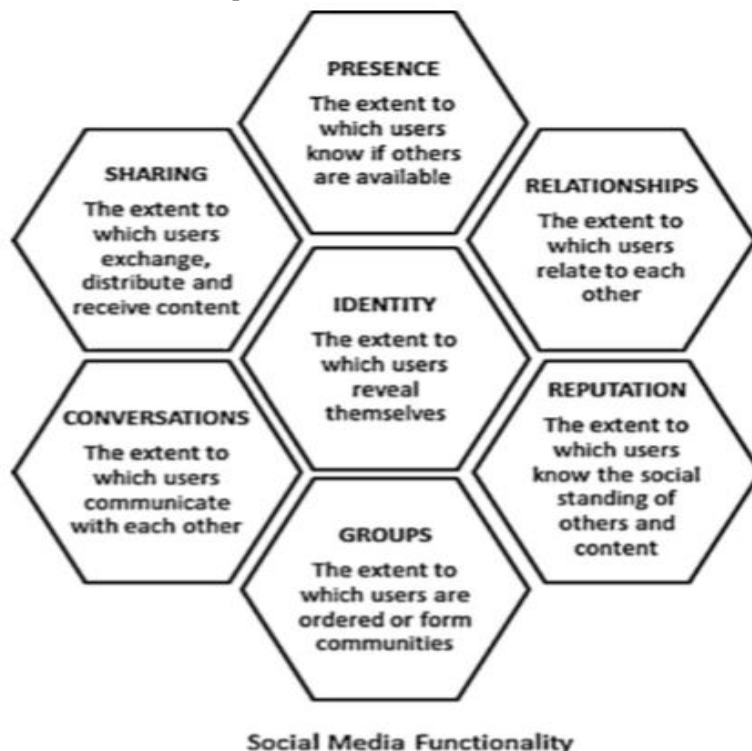 PRESENCE
The extent to
which users
know if others
are available
SHARING
The extent to
which users
exchange,
distribute and
receive content
RELATIONSHIPS
The extent to
which users
relate to each
other
IDENTITY
The extent to
which users
reveal
themselves
CONVERSATIONS
The extent to
which users
communicate
with each other
REPUTATION
The extent to
which users
know the social
standing of
others and
content
GROUPS
The extent to
which users are
ordered or form
communities
Social Media Functionality